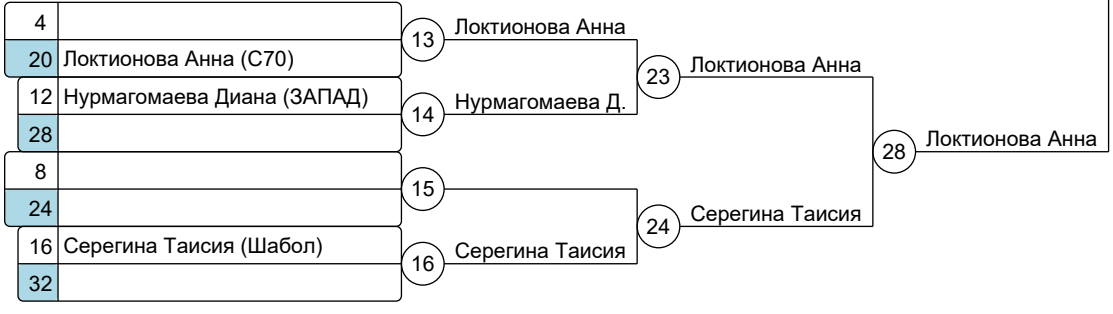 4
13
Локтионова Анна
20 Локтионова Анна (С70)
23
Локтионова Анна
12 Нурмагомаева Диана (ЗАПАД)
14
Нурмагомаева Д.
28
28
Локтионова Анна
8
15
24
24
Серегина Таисия
16 Серегина Таисия (Шабол)
16
Серегина Таисия
32